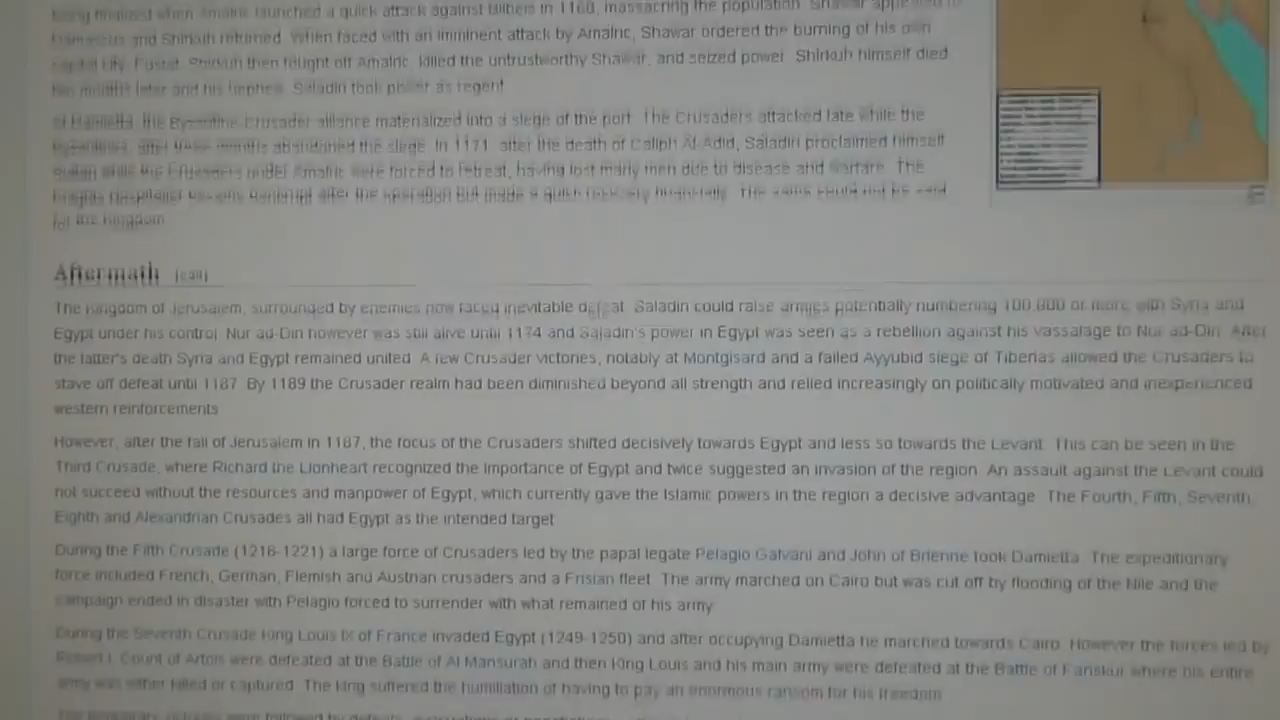 being finalized when Amalric launched a quick attack against Bilbeis in 1168, massacring the population. Shawar appealed to
Damascus and Shirkuh returned. When faced with an imminent attack by Amalric, Shawar ordered the burning of his own
capital city, Fustat. Shirkuh then fought off Amalric, killed the untrustworthy Shawar, and seized power. Shirkuh himself died
two months later and his nephew, Saladin took power as regent
At Damietta, the Byzantine-Crusader alliance materialized into a siege of the port. The Crusaders attacked late while the
Byzantines, after three months abandoned the siege. In 1171, after the death of Caliph Al-Adid, Saladin proclaimed himself
Sultan while the Crusaders under Amalric were forced to retreat, having lost many men due to disease and warfare. The
Knights Hospitaller became bankrupt after the operation but made a quick recovery financially. The same could not be said
for the Kingdom.
Aftermath [edit]
The Kingdom of Jerusalem, surrounded by enemies now faced inevitable defeat. Saladin could raise armies potentially numbering 100,000 or more with Syria and
Egypt under his control. Nur ad-Din however was still alive until 1174 and Saladin's power in Egypt was seen as a rebellion against his vassalage to Nur ad-Din. After
the latter's death Syria and Egypt remained united. A few Crusader victories, notably at Montgisard and a failed Ayyubid siege of Tiberias allowed the Crusaders to
stave off defeat until 1187. By 1189 the Crusader realm had been diminished beyond all strength and relied increasingly on politically motivated and inexperienced
western reinforcements
However, after the fall of Jerusalem in 1187, the focus of the Crusaders shifted decisively towards Egypt and less so towards the Levant. This can be seen in the
Third Crusade, where Richard the Lionheart recognized the importance of Egypt and twice suggested an invasion of the region. An assault against the Levant could
not succeed without the resources and manpower of Egypt, which currently gave the Islamic powers in the region a decisive advantage. The Fourth, Fifth, Seventh,
Eighth and Alexandrian Crusades all had Egypt as the intended target
During the Fifth Crusade (1218-1221) a large force of Crusaders led by the papal legate Pelagio Galvani and John of Brienne took Damietta. The expeditionary
force included French, German, Flemish and Austrian crusaders and a Frisian fleet. The army marched on Cairo but was cut off by flooding of the Nile and the
campaign ended in disaster with Pelagio forced to surrender with what remained of his army
During the Seventh Crusade King Louis IX of France invaded Egypt (1249-1250) and after occupying Damietta he marched towards Cairo. However the forces led by
Robert I, Count of Artois were defeated at the Battle of Al Mansurah and then King Louis and his main army were defeated at the Battle of Fariskur where his entire
army was either killed or captured. The king suffered the humiliation of having to pay an enormous ransom for his freedom
were followed by defeats